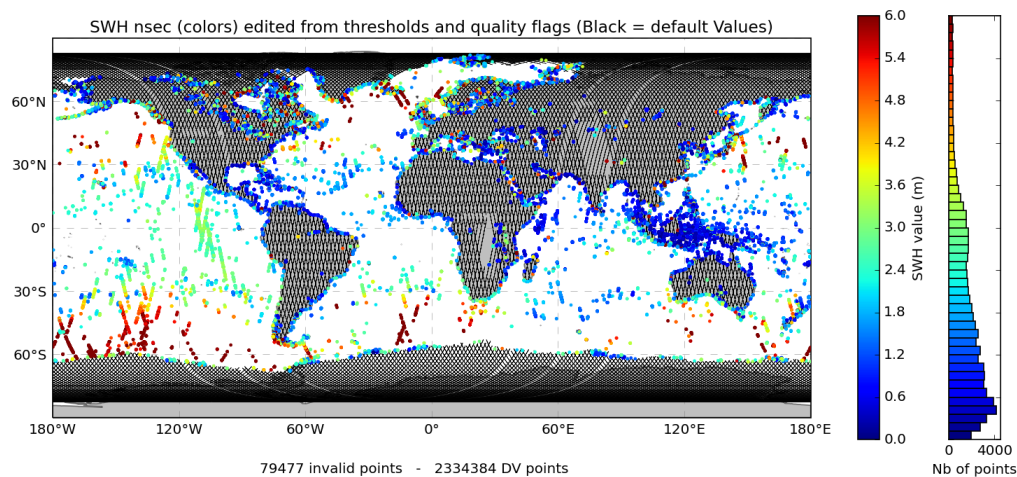 SWH nsec (colors) edited from thresholds and quality flags (Black = default Values)
60°N
30°N
0°
30°S
60°S
180°W 120°W 60°W 0° 60°E 120°E 180°E
79477 invalid points - 2334384 DV points
6.0
5.4
4.8
4.2
3.6
3.0
2.4
1.8
1.2
0.6
0.0
SWH value (m)
0 4000
Nb of points